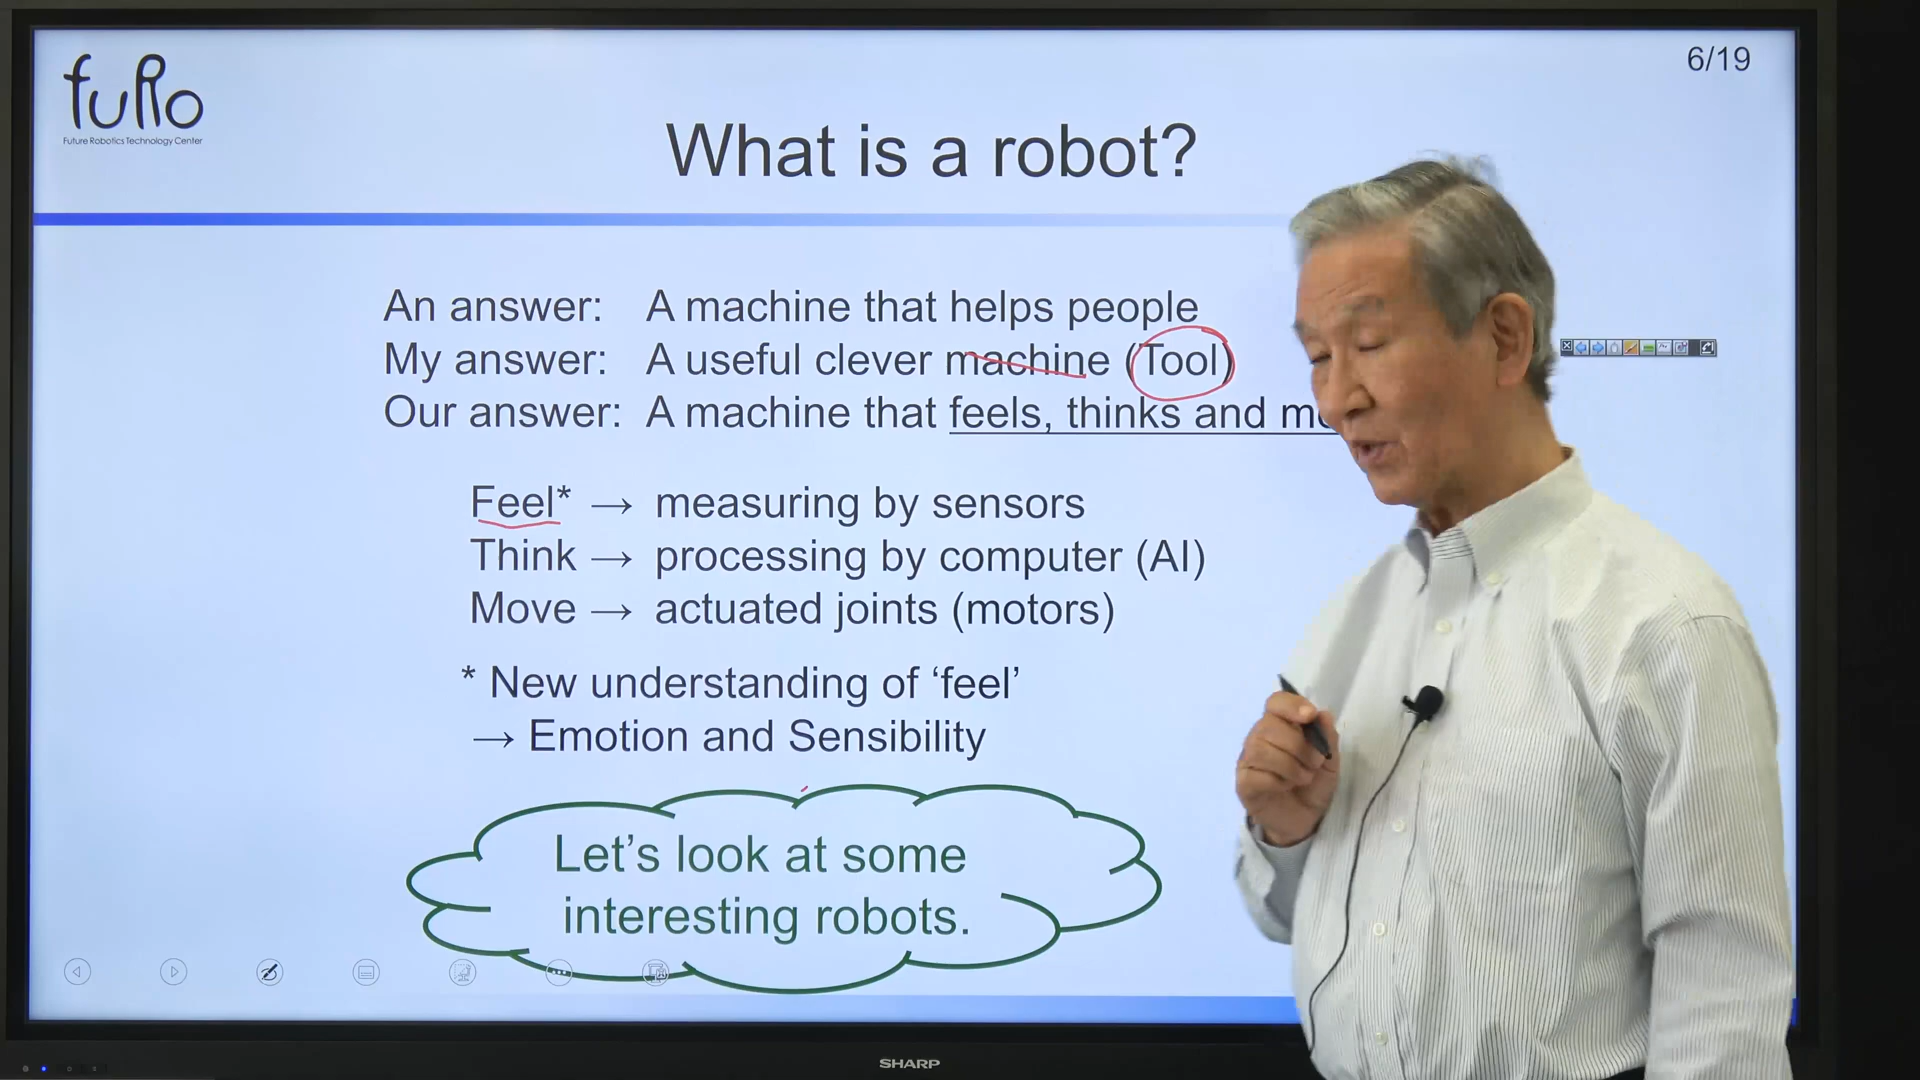 fuRo
Future Robotics Technology Center
6/19
What is a robot?
An answer: A machine that helps people
My answer: A useful clever machine (Tool)
Our answer: A machine that feels, thinks and
Feel* → measuring by sensors
Think → processing by computer (AI)
Move → actuated joints (motors)
* New understanding of ‘feel’
→ Emotion and Sensibility
Let’s look at some
interesting robots.
SHARP